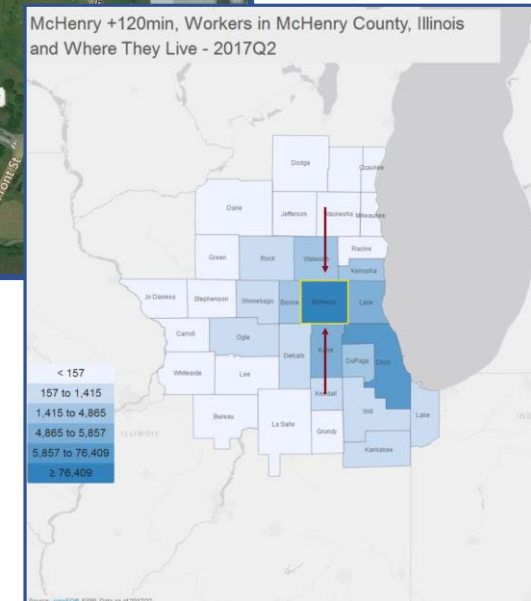 McHenry +120min, Workers in McHenry County, Illinois
and Where They Live - 2017Q2
Dodge
Dane
Jefferson
Waukesha
Milwaukee
Green
Rock
Walworth
Racine
Kenosha
Jo Daviess
Stephenson
Winnebago
Boone
McHenry
Lake
Carroll
Ogle
DeKalb
Kane
DuPage
Cook
Whiteside
Lee
Kendall
Will
Lake
Bureau
La Salle
Grundy
Kankakee
ILLINOIS
< 157
157 to 1,415
1,415 to 4,865
4,865 to 5,857
5,857 to 76,409
≥ 76,409